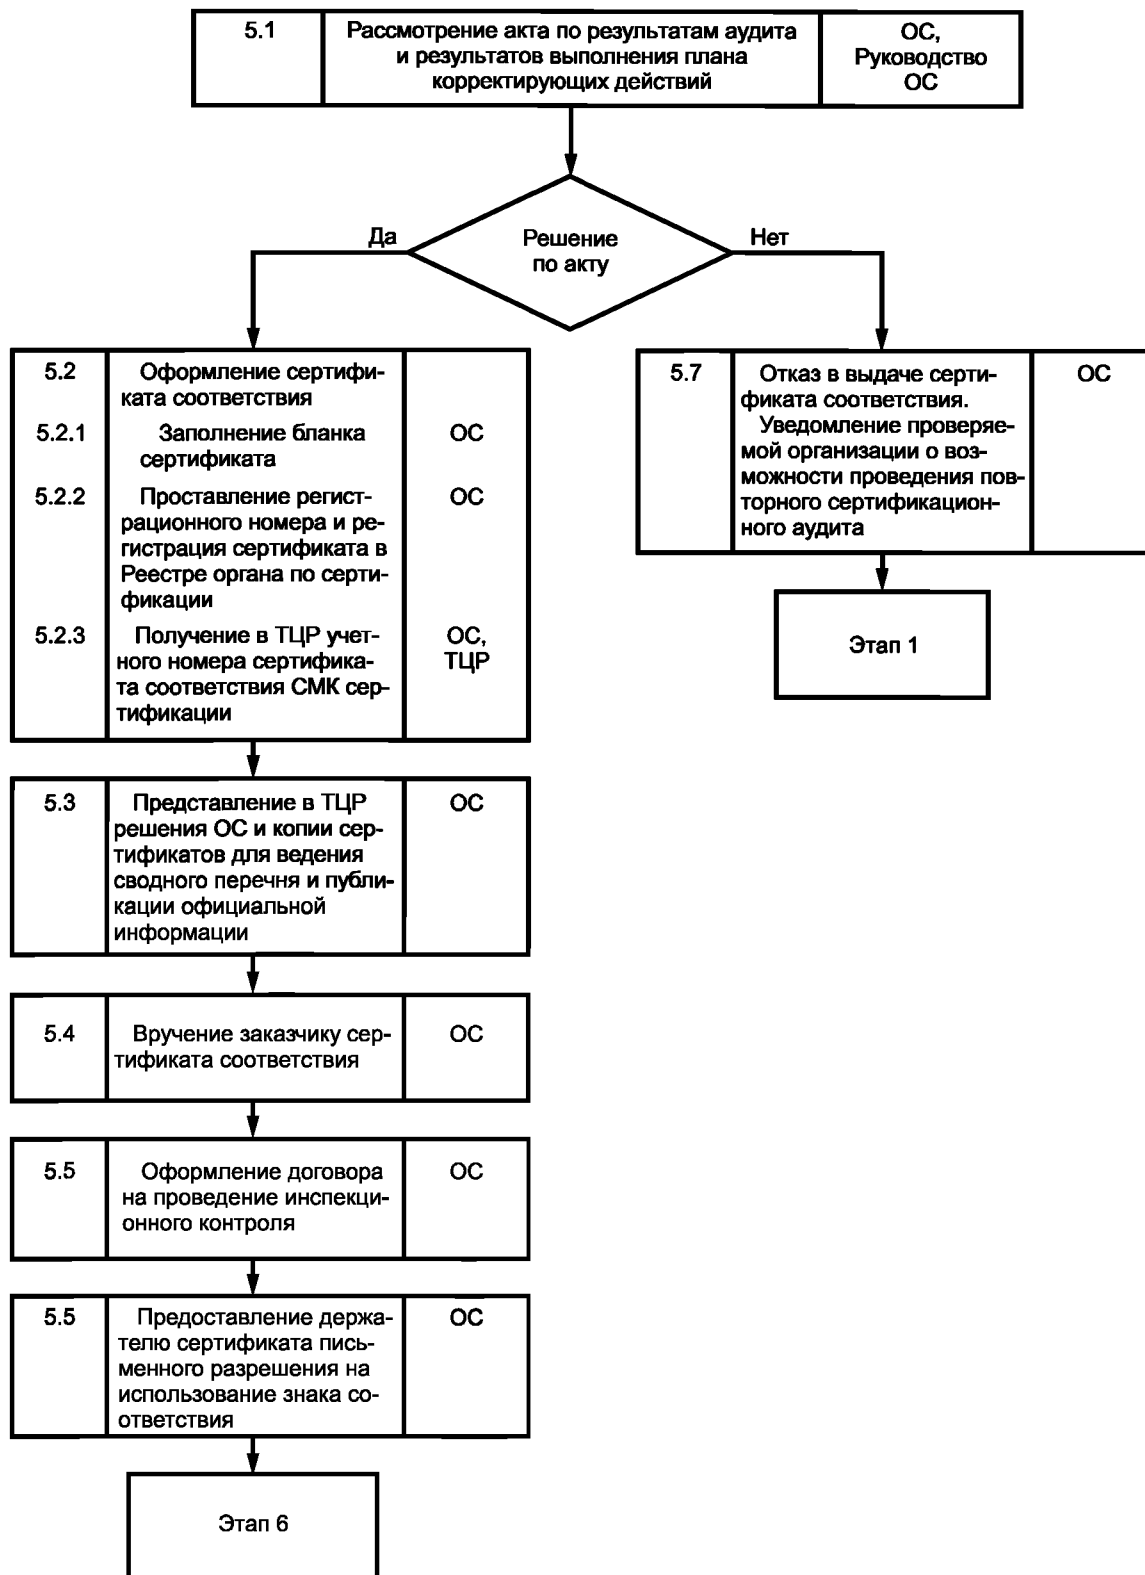 5.1
Рассмотрение акта по результатам аудита
и результатов выполнения плана
корректирующих действий
ОС,
Руководство
ОС
Решение
по акту
Да
Нет
5.2
Оформление сертифи-
ката соответствия
5.2.1
Заполнение бланка
сертификата
ОС
5.2.2
Проставление регист-
рационного номера и ре-
гистрация сертификата в
Реестре органа по серти-
фикации
ОС
5.2.3
Получение в ТЦР учет-
ного номера сертифика-
та соответствия СМК сер-
тификации
ОС,
ТЦР
5.7
Отказ в выдаче серти-
фиката соответствия.
Уведомление проверяе-
мой организации о воз-
можности проведения пов-
торного сертификацион-
ного аудита
ОС
Этап 1
5.3
Представление в ТЦР
решения ОС и копии сер-
тификатов для ведения
сводного перечня и публи-
кации официальной
информации
ОС
5.4
Вручение заказчику сер-
тификата соответствия
ОС
5.5
Оформление договора
на проведение инспекци-
онного контроля
ОС
5.5
Предоставление держа-
телю сертификата пись-
менного разрешения на
использование знака со-
ответствия
ОС
Этап 6